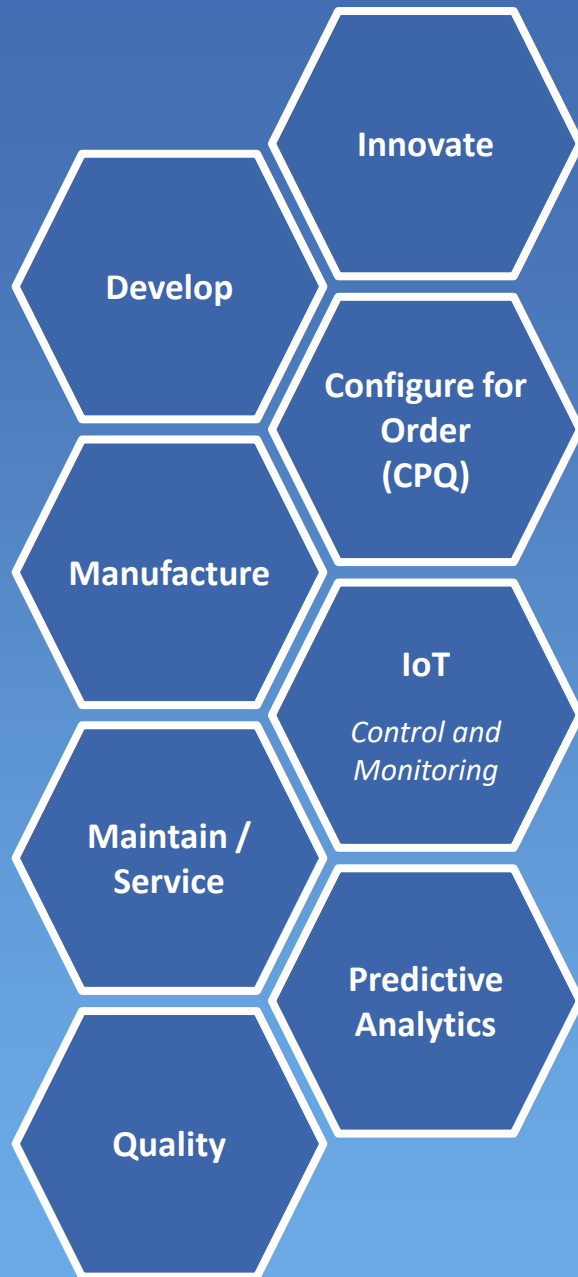 Innovate
Develop
Configure for
Order
(CPQ)
Manufacture
IoT
Control and
Monitoring
Maintain /
Service
Predictive
Analytics
Quality